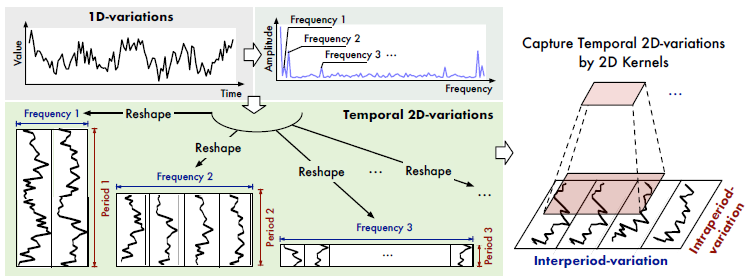 1D-variations
Value
Time
Amplitude
Frequency 1
Frequency 2
Frequency 3 ...
Frequency
Capture Temporal 2D-variations
by 2D Kernels
...
Frequency 1
Reshape
Temporal 2D-variations
Period 1
Reshape
Frequency 2
Period 2
Reshape
...
Reshape
...
Frequency 3
...
Period 3
Interperiod-variation
Intraperiod-
variation